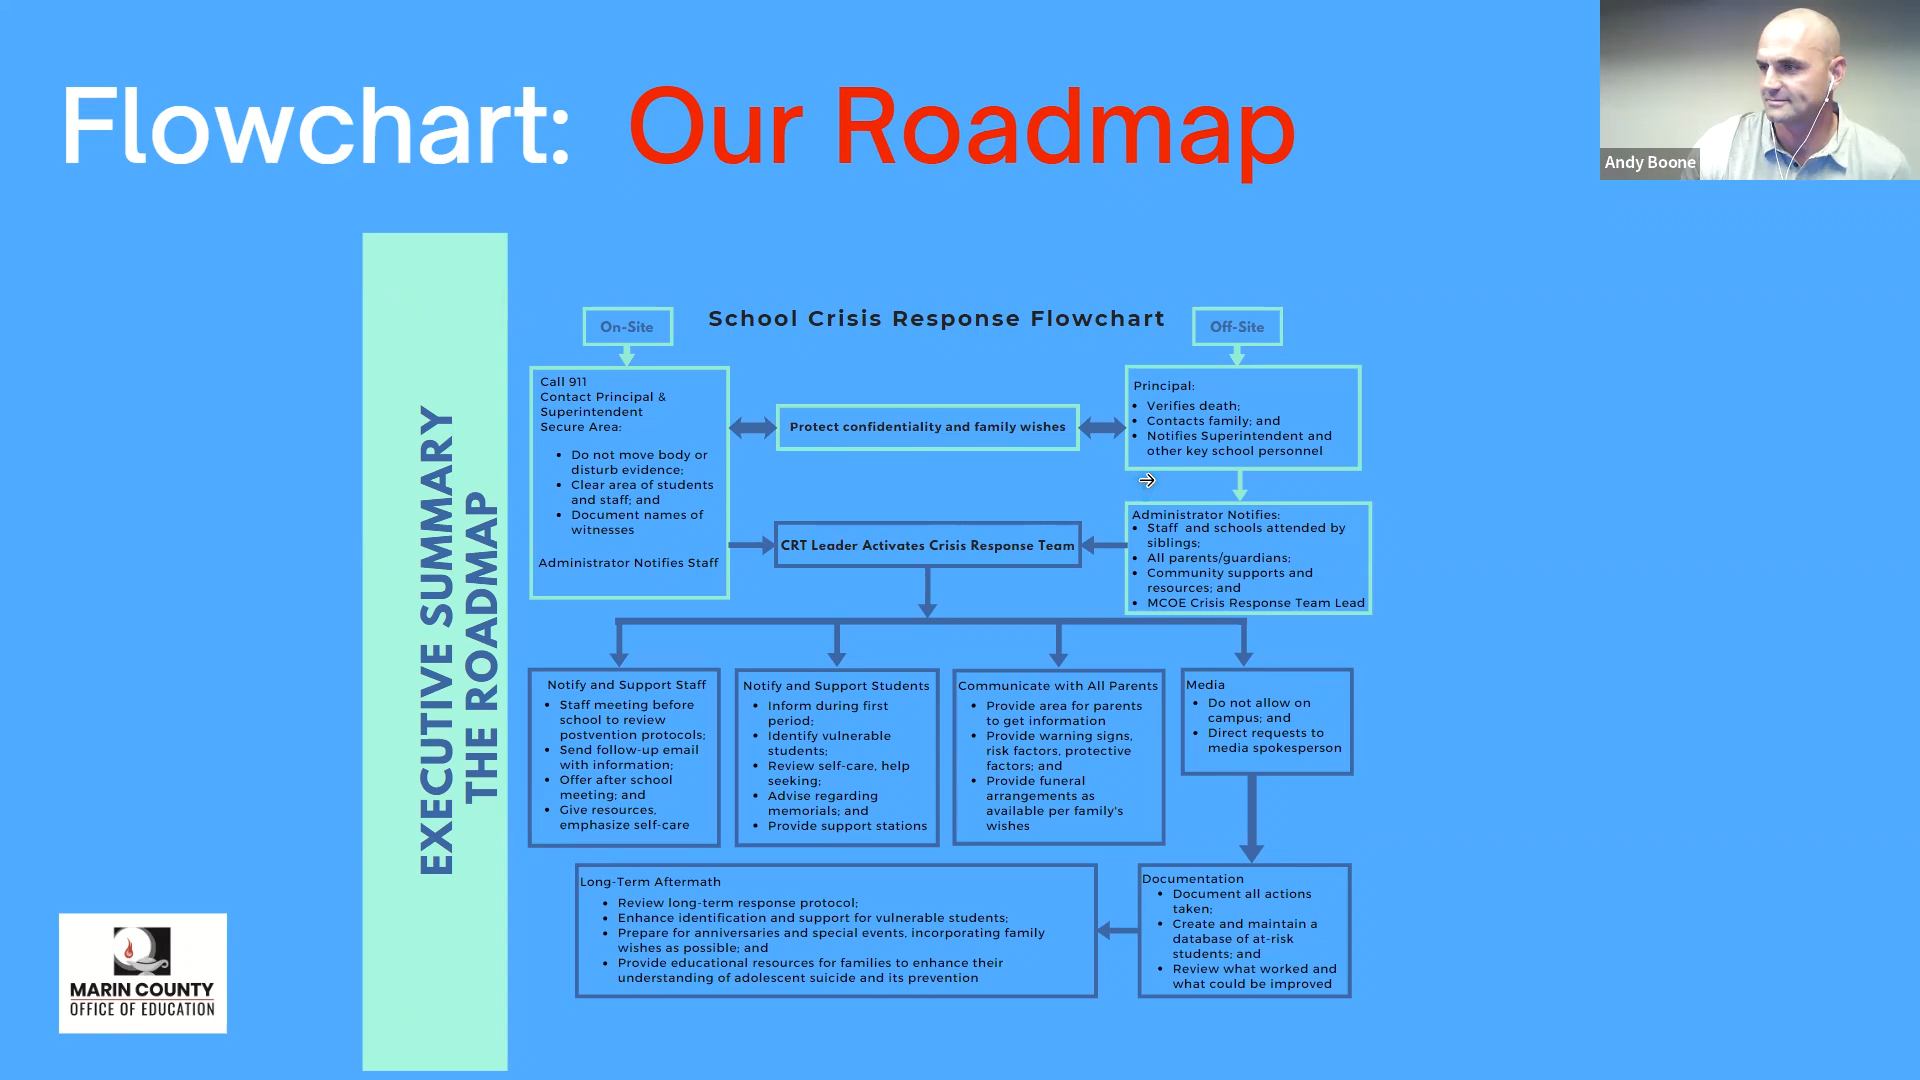 Flowchart: Our Roadmap
Andy Boone
EXECUTIVE SUMMARY
THE ROADMAP
School Crisis Response Flowchart
On-Site
Off-Site
Call 911
Contact Principal &
Superintendent
Secure Area:
• Do not move body or
disturb evidence;
• Clear area of students
and staff; and
• Document names of
witnesses
Administrator Notifies Staff
Protect confidentiality and family wishes
Principal:
• Verifies death;
• Contacts family; and
• Notifies Superintendent and
other key school personnel
CRT Leader Activates Crisis Response Team
Administrator Notifies:
• Staff and schools attended by
siblings;
• All parents/guardians;
• Community supports and
resources; and
• MCOE Crisis Response Team Lead
Notify and Support Staff
• Staff meeting before
school to review
postvention protocols;
• Send follow-up email
with information;
• Offer after school
meeting; and
• Give resources,
emphasize self-care
Notify and Support Students
• Inform during first
period;
• Identify vulnerable
students;
• Review self-care, help
seeking;
• Advise regarding
memorials; and
• Provide support stations
Communicate with All Parents
• Provide area for parents
to get information
• Provide warning signs,
risk factors, protective
factors; and
• Provide funeral
arrangements as
available per family's
wishes
Media
• Do not allow on
campus; and
• Direct requests to
media spokesperson
Long-Term Aftermath
• Review long-term response protocol;
• Enhance identification and support for vulnerable students;
• Prepare for anniversaries and special events, incorporating family
wishes as possible; and
• Provide educational resources for families to enhance their
understanding of adolescent suicide and its prevention
Documentation
• Document all actions
taken;
• Create and maintain a
database of at-risk
students; and
• Review what worked and
what could be improved
MARIN COUNTY
OFFICE OF EDUCATION